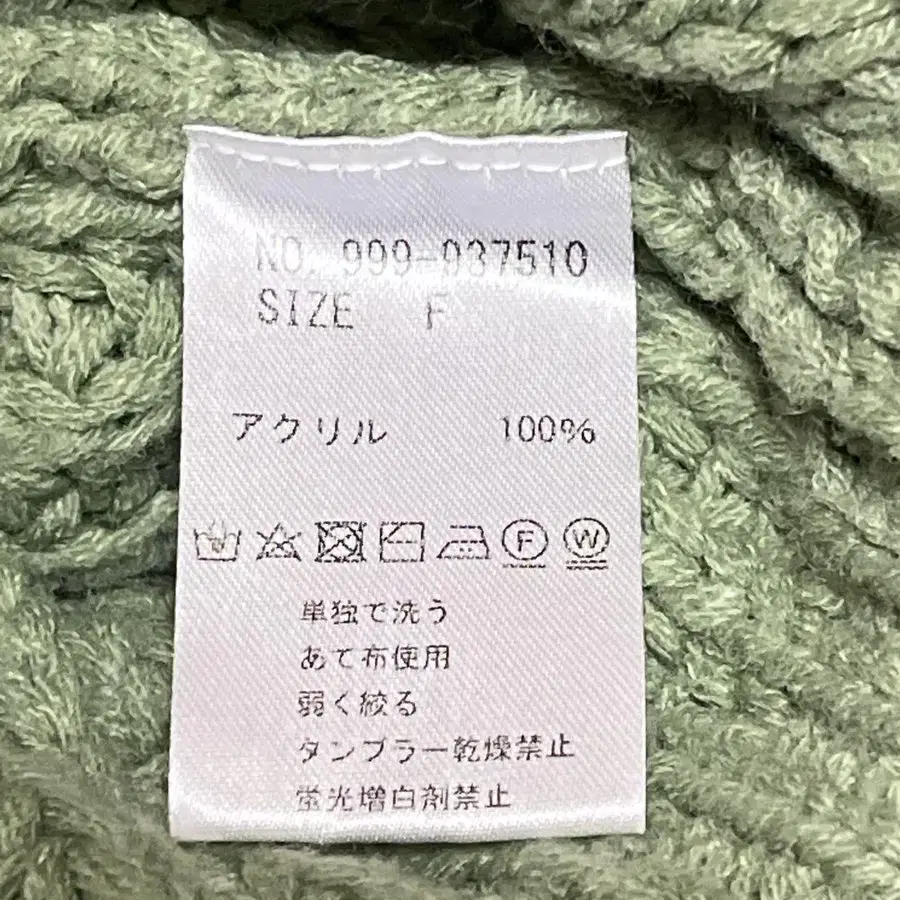 NO. 999-937510
SIZE F
アクリル 100%
F W
単独で洗う
あて布使用
弱く絞る
タンブラー乾燥禁止
蛍光増白剤禁止